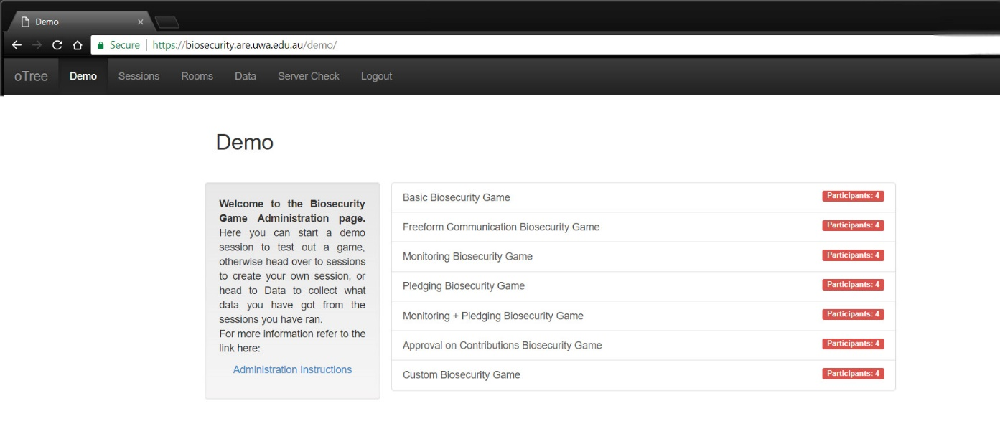 Demo
Secure https://biosecurity.are.uwa.edu.au/demo/
oTree Demo Sessions Rooms Data Server Check Logout
Demo
Welcome to the Biosecurity
Game Administration page.
Here you can start a demo
session to test out a game,
otherwise head over to sessions
to create your own session, or
head to Data to collect what
data you have got from the
sessions you have ran.
For more information refer to the
link here:
Administration Instructions
Basic Biosecurity Game Participants: 4
Freeform Communication Biosecurity Game Participants: 4
Monitoring Biosecurity Game Participants: 4
Pledging Biosecurity Game Participants: 4
Monitoring + Pledging Biosecurity Game Participants: 4
Approval on Contributions Biosecurity Game Participants: 4
Custom Biosecurity Game Participants: 4